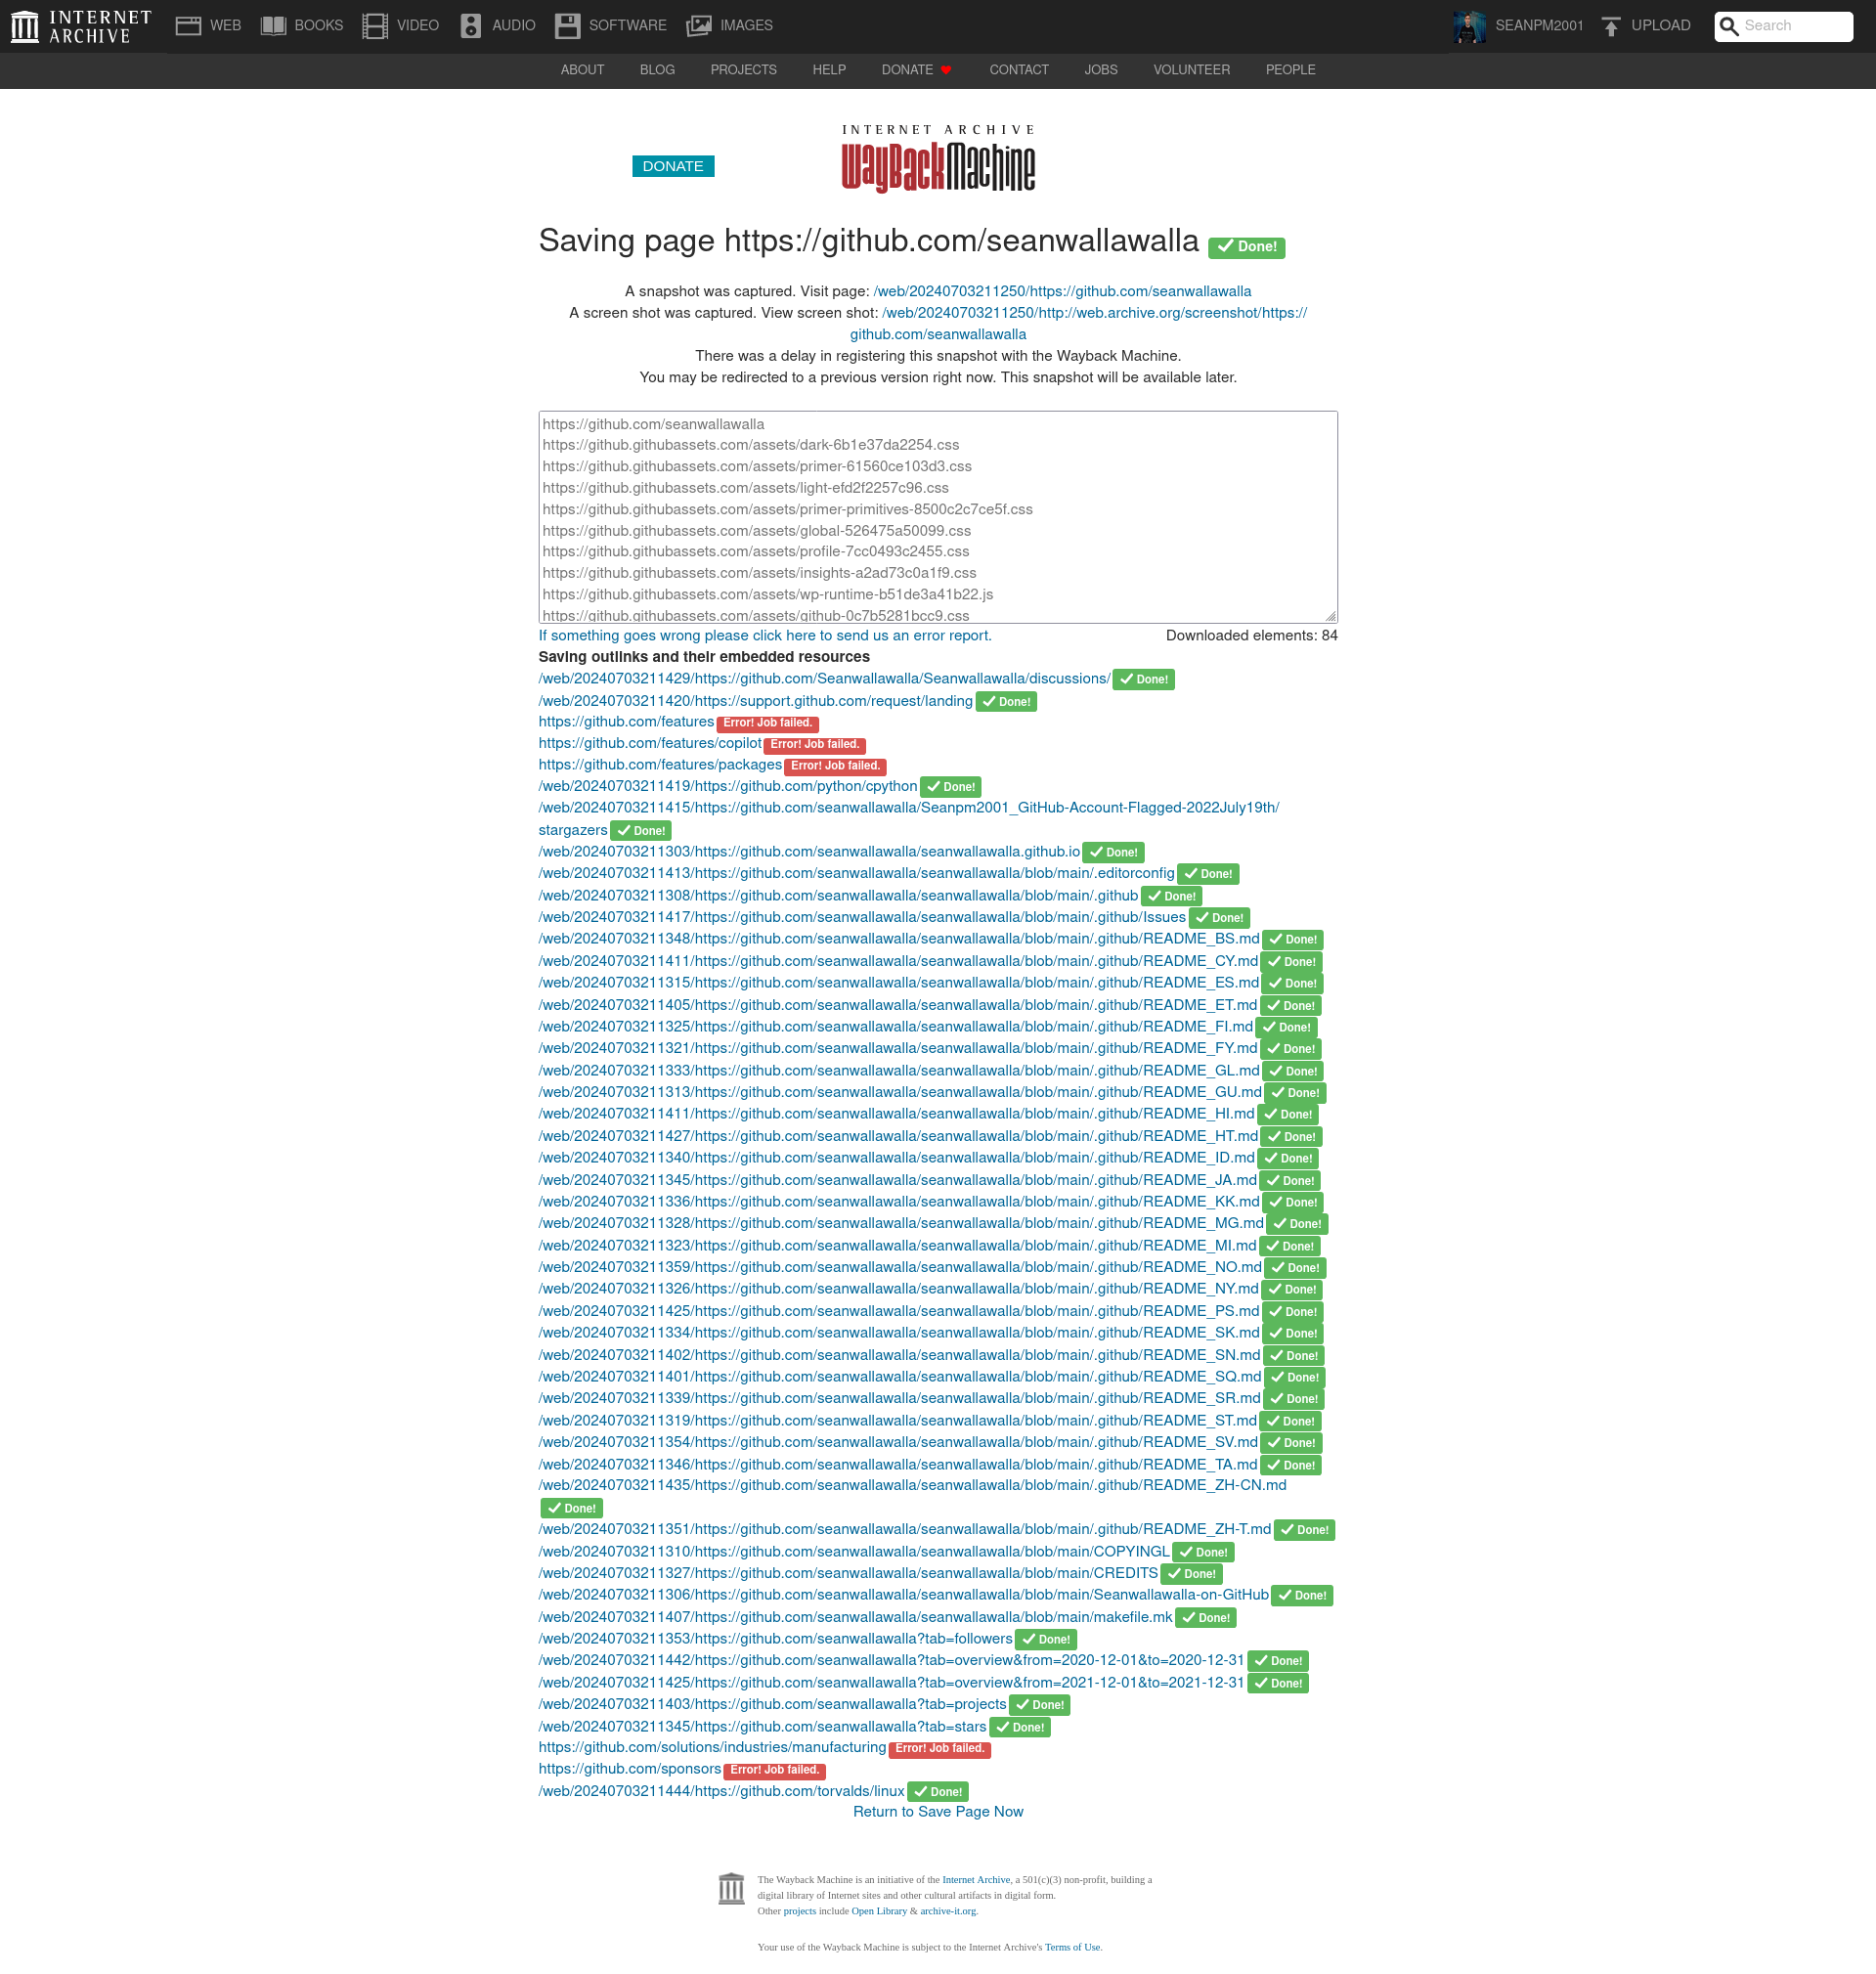 INTERNET ARCHIVE WEB BOOKS VIDEO AUDIO SOFTWARE IMAGES SEANPM2001 UPLOAD Search
ABOUT BLOG PROJECTS HELP DONATE CONTACT JOBS VOLUNTEER PEOPLE
INTERNET ARCHIVE
DONATE
WayBackMachine
Saving page https://github.com/seanwallawalla Done!
A snapshot was captured. Visit page: /web/20240703211250/https://github.com/seanwallawalla
A screen shot was captured. View screen shot: /web/20240703211250/http://web.archive.org/screenshot/https://
github.com/seanwallawalla
There was a delay in registering this snapshot with the Wayback Machine.
You may be redirected to a previous version right now. This snapshot will be available later.
https://github.com/seanwallawalla
https://github.githubassets.com/assets/dark-6b1e37da2254.css
https://github.githubassets.com/assets/primer-61560ce103d3.css
https://github.githubassets.com/assets/light-efd2f2257c96.css
https://github.githubassets.com/assets/primer-primitives-8500c2c7ce5f.css
https://github.githubassets.com/assets/global-526475a50099.css
https://github.githubassets.com/assets/profile-7cc0493c2455.css
https://github.githubassets.com/assets/insights-a2ad73c0a1f9.css
https://github.githubassets.com/assets/wp-runtime-b51de3a41b22.js
https://github.githubassets.com/assets/github-0c7b5281bcc9.css
If something goes wrong please click here to send us an error report. Downloaded elements: 84
Saving outlinks and their embedded resources
/web/20240703211429/https://github.com/Seanwallawalla/Seanwallawalla/discussions/ Done!
/web/20240703211420/https://support.github.com/request/landing Done!
https://github.com/features Error! Job failed.
https://github.com/features/copilot Error! Job failed.
https://github.com/features/packages Error! Job failed.
/web/20240703211419/https://github.com/python/cpython Done!
/web/20240703211415/https://github.com/seanwallawalla/Seanpm2001_GitHub-Account-Flagged-2022July19th/
stargazers Done!
/web/20240703211303/https://github.com/seanwallawalla/seanwallawalla.github.io Done!
/web/20240703211413/https://github.com/seanwallawalla/seanwallawalla/blob/main/.editorconfig Done!
/web/20240703211308/https://github.com/seanwallawalla/seanwallawalla/blob/main/.github Done!
/web/20240703211417/https://github.com/seanwallawalla/seanwallawalla/blob/main/.github/Issues Done!
/web/20240703211348/https://github.com/seanwallawalla/seanwallawalla/blob/main/.github/README_BS.md Done!
/web/20240703211411/https://github.com/seanwallawalla/seanwallawalla/blob/main/.github/README_CY.md Done!
/web/20240703211315/https://github.com/seanwallawalla/seanwallawalla/blob/main/.github/README_ES.md Done!
/web/20240703211405/https://github.com/seanwallawalla/seanwallawalla/blob/main/.github/README_ET.md Done!
/web/20240703211325/https://github.com/seanwallawalla/seanwallawalla/blob/main/.github/README_FI.md Done!
/web/20240703211321/https://github.com/seanwallawalla/seanwallawalla/blob/main/.github/README_FY.md Done!
/web/20240703211333/https://github.com/seanwallawalla/seanwallawalla/blob/main/.github/README_GL.md Done!
/web/20240703211313/https://github.com/seanwallawalla/seanwallawalla/blob/main/.github/README_GU.md Done!
/web/20240703211411/https://github.com/seanwallawalla/seanwallawalla/blob/main/.github/README_HI.md Done!
/web/20240703211427/https://github.com/seanwallawalla/seanwallawalla/blob/main/.github/README_HT.md Done!
/web/20240703211340/https://github.com/seanwallawalla/seanwallawalla/blob/main/.github/README_ID.md Done!
/web/20240703211345/https://github.com/seanwallawalla/seanwallawalla/blob/main/.github/README_JA.md Done!
/web/20240703211336/https://github.com/seanwallawalla/seanwallawalla/blob/main/.github/README_KK.md Done!
/web/20240703211328/https://github.com/seanwallawalla/seanwallawalla/blob/main/.github/README_MG.md Done!
/web/20240703211323/https://github.com/seanwallawalla/seanwallawalla/blob/main/.github/README_MI.md Done!
/web/20240703211359/https://github.com/seanwallawalla/seanwallawalla/blob/main/.github/README_NO.md Done!
/web/20240703211326/https://github.com/seanwallawalla/seanwallawalla/blob/main/.github/README_NY.md Done!
/web/20240703211425/https://github.com/seanwallawalla/seanwallawalla/blob/main/.github/README_PS.md Done!
/web/20240703211334/https://github.com/seanwallawalla/seanwallawalla/blob/main/.github/README_SK.md Done!
/web/20240703211402/https://github.com/seanwallawalla/seanwallawalla/blob/main/.github/README_SN.md Done!
/web/20240703211401/https://github.com/seanwallawalla/seanwallawalla/blob/main/.github/README_SQ.md Done!
/web/20240703211339/https://github.com/seanwallawalla/seanwallawalla/blob/main/.github/README_SR.md Done!
/web/20240703211319/https://github.com/seanwallawalla/seanwallawalla/blob/main/.github/README_ST.md Done!
/web/20240703211354/https://github.com/seanwallawalla/seanwallawalla/blob/main/.github/README_SV.md Done!
/web/20240703211346/https://github.com/seanwallawalla/seanwallawalla/blob/main/.github/README_TA.md Done!
/web/20240703211435/https://github.com/seanwallawalla/seanwallawalla/blob/main/.github/README_ZH-CN.md
Done!
/web/20240703211351/https://github.com/seanwallawalla/seanwallawalla/blob/main/.github/README_ZH-T.md Done!
/web/20240703211310/https://github.com/seanwallawalla/seanwallawalla/blob/main/COPYINGL Done!
/web/20240703211327/https://github.com/seanwallawalla/seanwallawalla/blob/main/CREDITS Done!
/web/20240703211306/https://github.com/seanwallawalla/seanwallawalla/blob/main/Seanwallawalla-on-GitHub Done!
/web/20240703211407/https://github.com/seanwallawalla/seanwallawalla/blob/main/makefile.mk Done!
/web/20240703211353/https://github.com/seanwallawalla?tab=followers Done!
/web/20240703211442/https://github.com/seanwallawalla?tab=overview&from=2020-12-01&to=2020-12-31 Done!
/web/20240703211425/https://github.com/seanwallawalla?tab=overview&from=2021-12-01&to=2021-12-31 Done!
/web/20240703211403/https://github.com/seanwallawalla?tab=projects Done!
/web/20240703211345/https://github.com/seanwallawalla?tab=stars Done!
https://github.com/solutions/industries/manufacturing Error! Job failed.
https://github.com/sponsors Error! Job failed.
/web/20240703211444/https://github.com/torvalds/linux Done!
Return to Save Page Now
The Wayback Machine is an initiative of the Internet Archive, a 501(c)(3) non-profit, building a
digital library of Internet sites and other cultural artifacts in digital form.
Other projects include Open Library & archive-it.org.
Your use of the Wayback Machine is subject to the Internet Archive's Terms of Use.